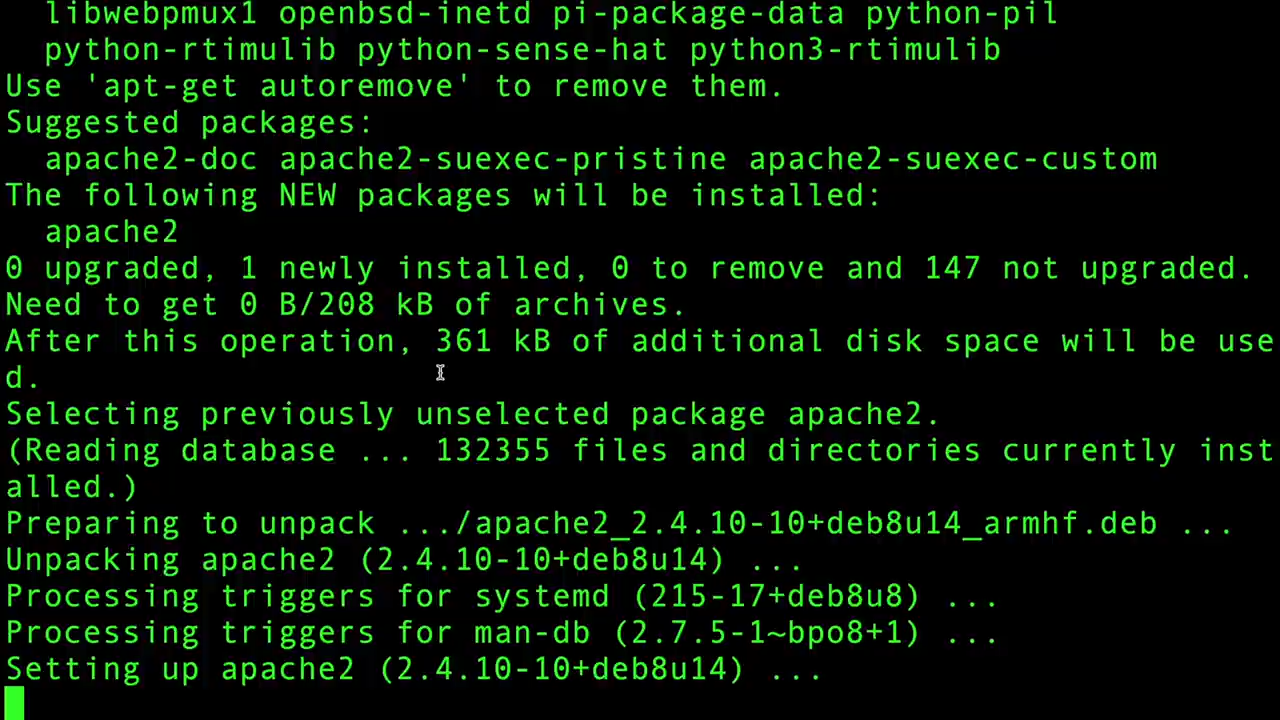 libwebpmux1 openbsd-inetd pi-package-data python-pil
python-rtimulib python-sense-hat python3-rtimulib
Use 'apt-get autoremove' to remove them.
Suggested packages:
apache2-doc apache2-suexec-pristine apache2-suexec-custom
The following NEW packages will be installed:
apache2
0 upgraded, 1 newly installed, 0 to remove and 147 not upgraded.
Need to get 0 B/208 kB of archives.
After this operation, 361 kB of additional disk space will be use
d.
Selecting previously unselected package apache2.
(Reading database ... 132355 files and directories currently inst
alled.)
Preparing to unpack .../apache2_2.4.10-10+deb8u14_armhf.deb ...
Unpacking apache2 (2.4.10-10+deb8u14) ...
Processing triggers for systemd (215-17+deb8u8) ...
Processing triggers for man-db (2.7.5-1~bpo8+1) ...
Setting up apache2 (2.4.10-10+deb8u14) ...